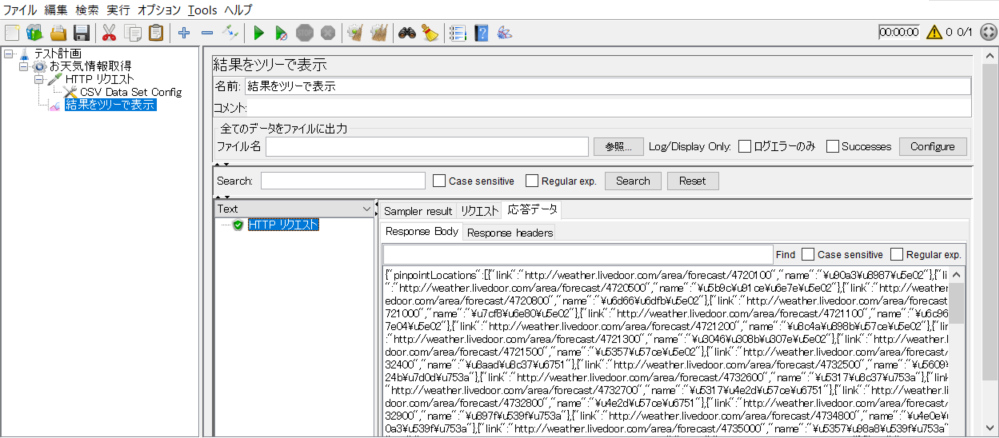 ファイル 編集 検索 実行 オプション Tools ヘルプ
00:00:00 0 0/1
テスト計画
お天気情報取得
HTTP リクエスト
CSV Data Set Config
結果をツリーで表示
結果をツリーで表示
名前: 結果をツリーで表示
コメント:
全てのデータをファイルに出力
ファイル名 参照... Log/Display Only: ログエラーのみ Successes Configure
Search: Case sensitive Regular exp. Search Reset
Text
HTTP リクエスト
Sampler result リクエスト 応答データ
Response Body Response headers
Find Case sensitive Regular exp.
{"pinpointLocations":[{"link":"http://weather.livedoor.com/area/forecast/4720100","name":"¥u90a3¥u8987¥u5e02"},{"li
":"http://weather.livedoor.com/area/forecast/4720500","name":"¥u5b9c¥u91ce¥u6e7e¥u5e02"},{"link":"http://weather
edoor.com/area/forecast/4720800","name":"¥u6d66¥u6dfb¥u5e02"},{"link":"http://weather.livedoor.com/area/forecast/4
721000","name":"¥u7cf8¥u6e80¥u5e02"},{"link":"http://weather.livedoor.com/area/forecast/4721100","name":"¥u6c96
7e04¥u5e02"},{"link":"http://weather.livedoor.com/area/forecast/4721200","name":"¥u8c4a¥u898b¥u57ce¥u5e02"},{"li
:"http://weather.livedoor.com/area/forecast/4721300","name":"¥u3046¥u308b¥u307e¥u5e02"},{"link":"http://weather.l
door.com/area/forecast/4721500","name":"¥u5357¥u57ce¥u5e02"},{"link":"http://weather.livedoor.com/area/forecast/
32400","name":"¥u8aad¥u8c37¥u6751"},{"link":"http://weather.livedoor.com/area/forecast/4732500","name":"¥u5609¥
24b¥u7d0d¥u753a"},{"link":"http://weather.livedoor.com/area/forecast/4732600","name":"¥u5317¥u8c37¥u753a"},{"link
"http://weather.livedoor.com/area/forecast/4732700","name":"¥u5317¥u4e2d¥u57ce¥u6751"},{"link":"http://weather.li
door.com/area/forecast/4732800","name":"¥u4e2d¥u57ce¥u6751"},{"link":"http://weather.livedoor.com/area/forecast/
32900","name":"¥u897f¥u539f¥u753a"},{"link":"http://weather.livedoor.com/area/forecast/4734800","name":"¥u4e0e¥u
0a3¥u539f¥u753a"},{"link":"http://weather.livedoor.com/area/forecast/4735000","name":"¥u5357¥u98a8¥u539f¥u753a"